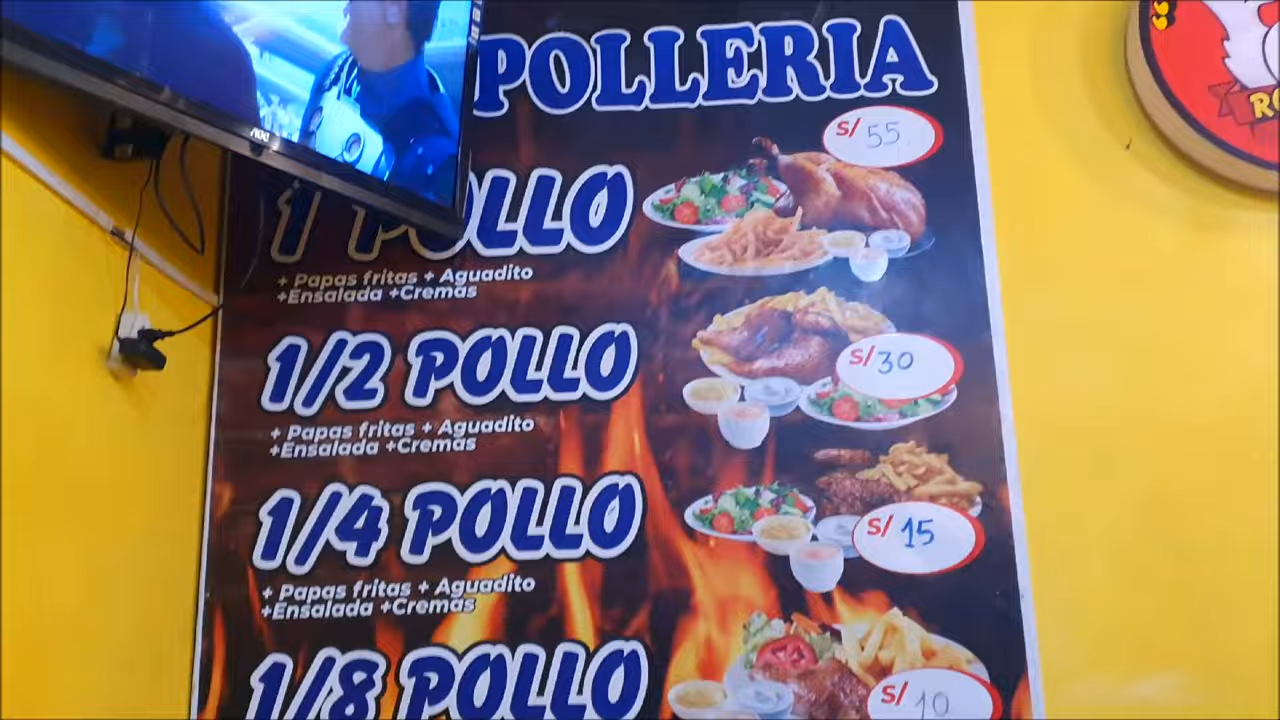 POLLERIA
S/ 55
1 POLLO
+ Papas fritas + Aguadito
+Ensalada +Cremas
1/2 POLLO
S/ 30
+ Papas fritas + Aguadito
+Ensalada +Cremas
1/4 POLLO
S/ 15
+ Papas fritas + Aguadito
+Ensalada +Cremas
1/8 POLLO
S/ 10
AOC